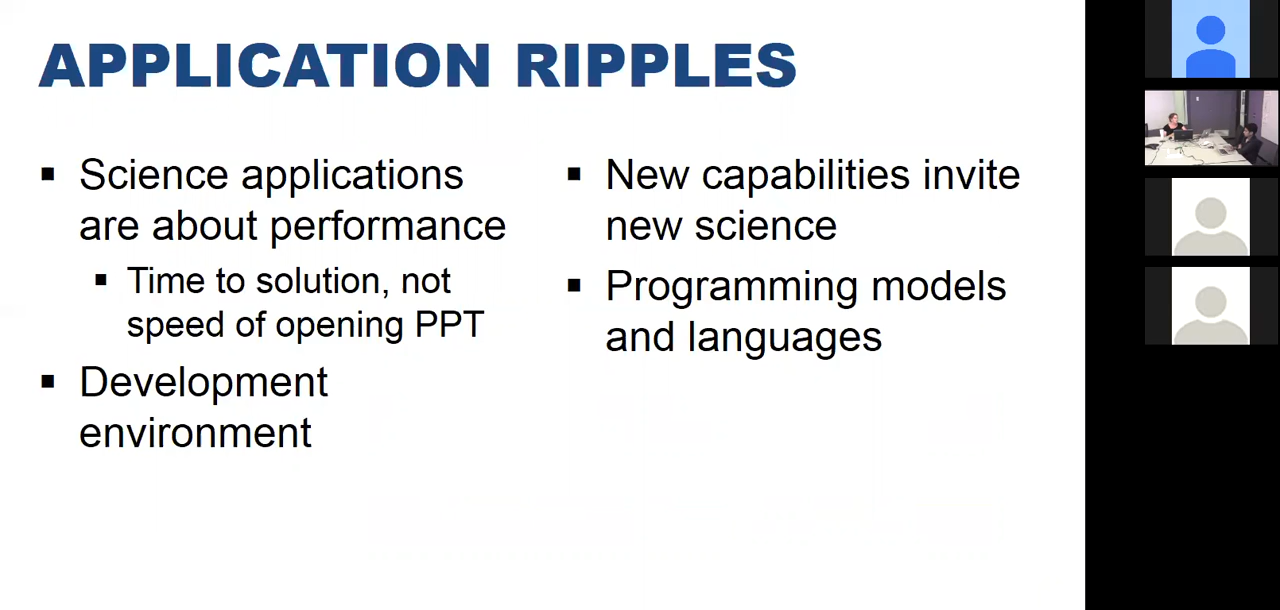 APPLICATION RIPPLES
▪ Science applications
are about performance
▪ Time to solution, not
speed of opening PPT
▪ Development
environment
▪ New capabilities invite
new science
▪ Programming models
and languages